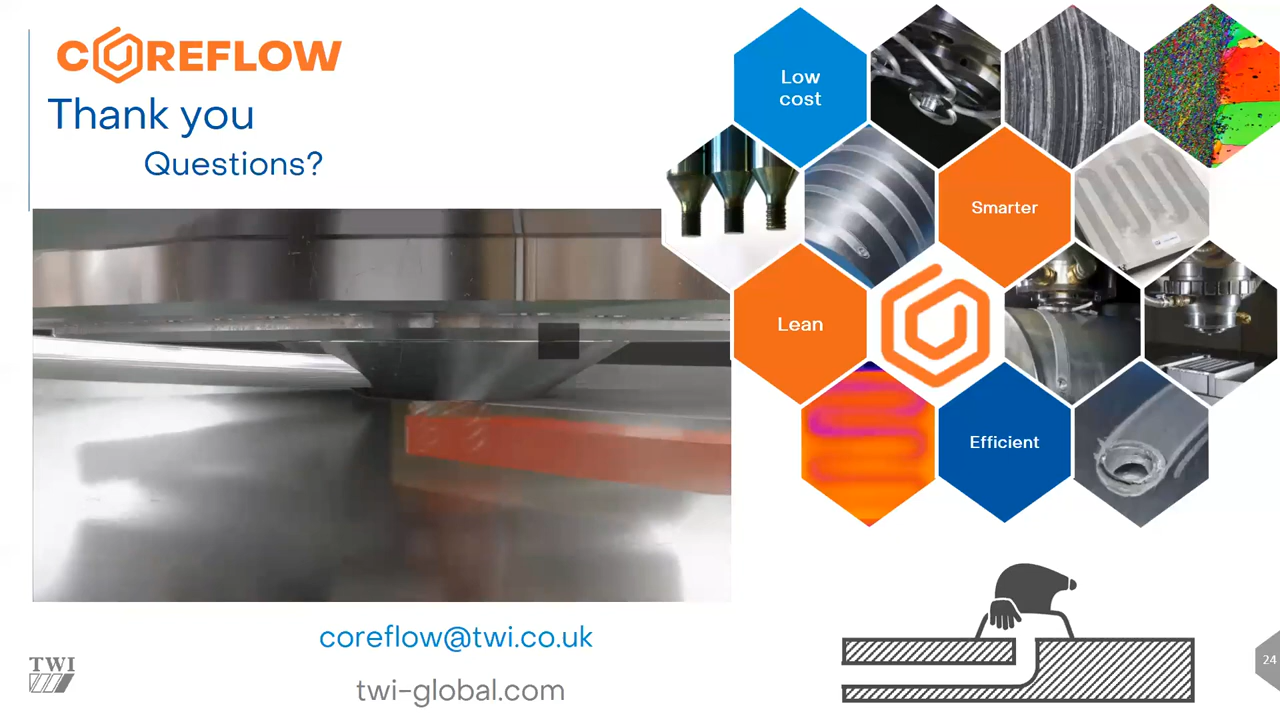 COREFLOW
Thank you
Questions?
Low
cost
Smarter
Lean
Efficient
coreflow@twi.co.uk
TWI
twi-global.com
24